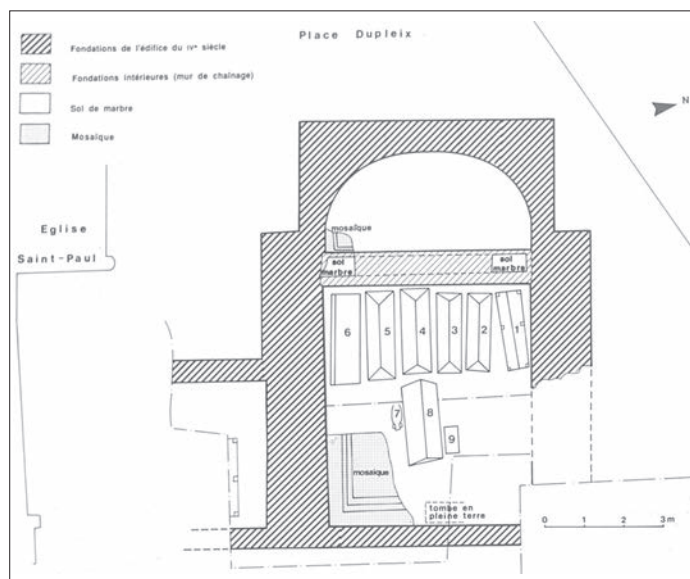 Place Dupleix
Fondations de l'édifice du IVᵉ siècle
Fondations intérieures (mur de chaînage)
Sol de marbre
Mosaïque
N
Eglise
Saint-Paul
mosaïque
sol
marbre
sol
marbre
6
5
4
3
2
1
7
8
9
mosaïque
tombe en
pleine terre
0 1 2 3 m